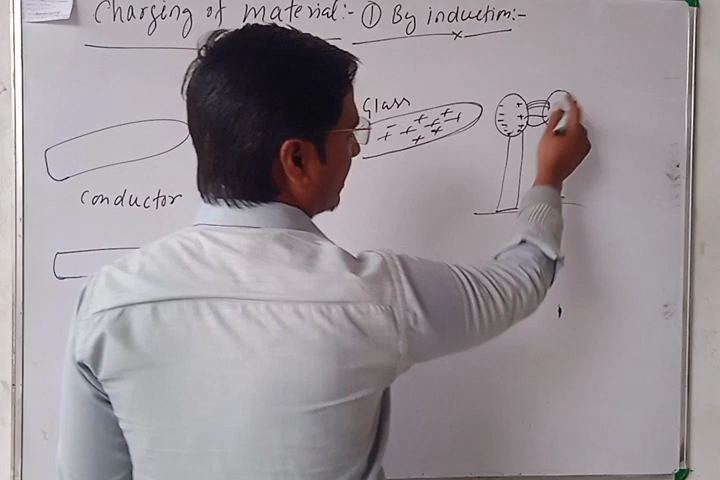 Charging of material:- ① By induction:-
Glass
+ + + + + + + + +
conductor